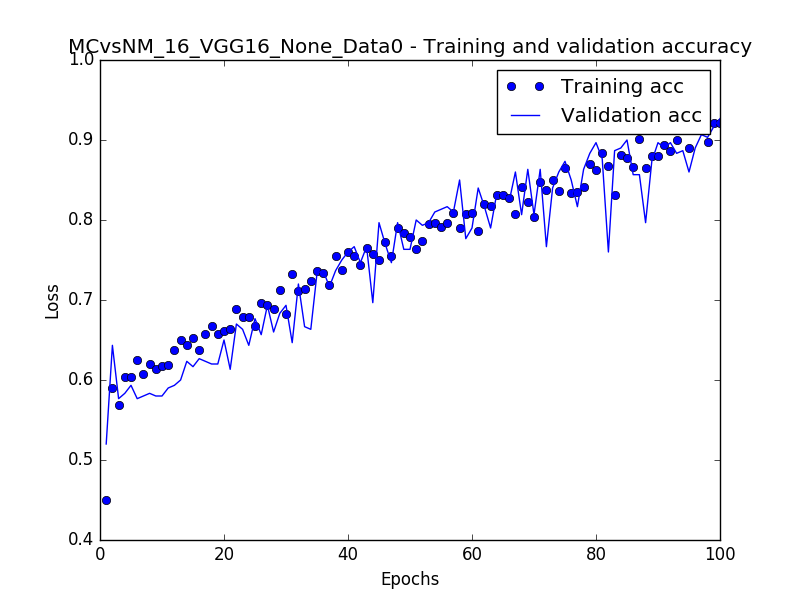 MCvsNM_16_VGG16_None_Data0 - Training and validation accuracy
1.0
Training acc
Validation acc
0.9
0.8
0.7
Loss
0.6
0.5
0.4
0 20 40 60 80 100
Epochs